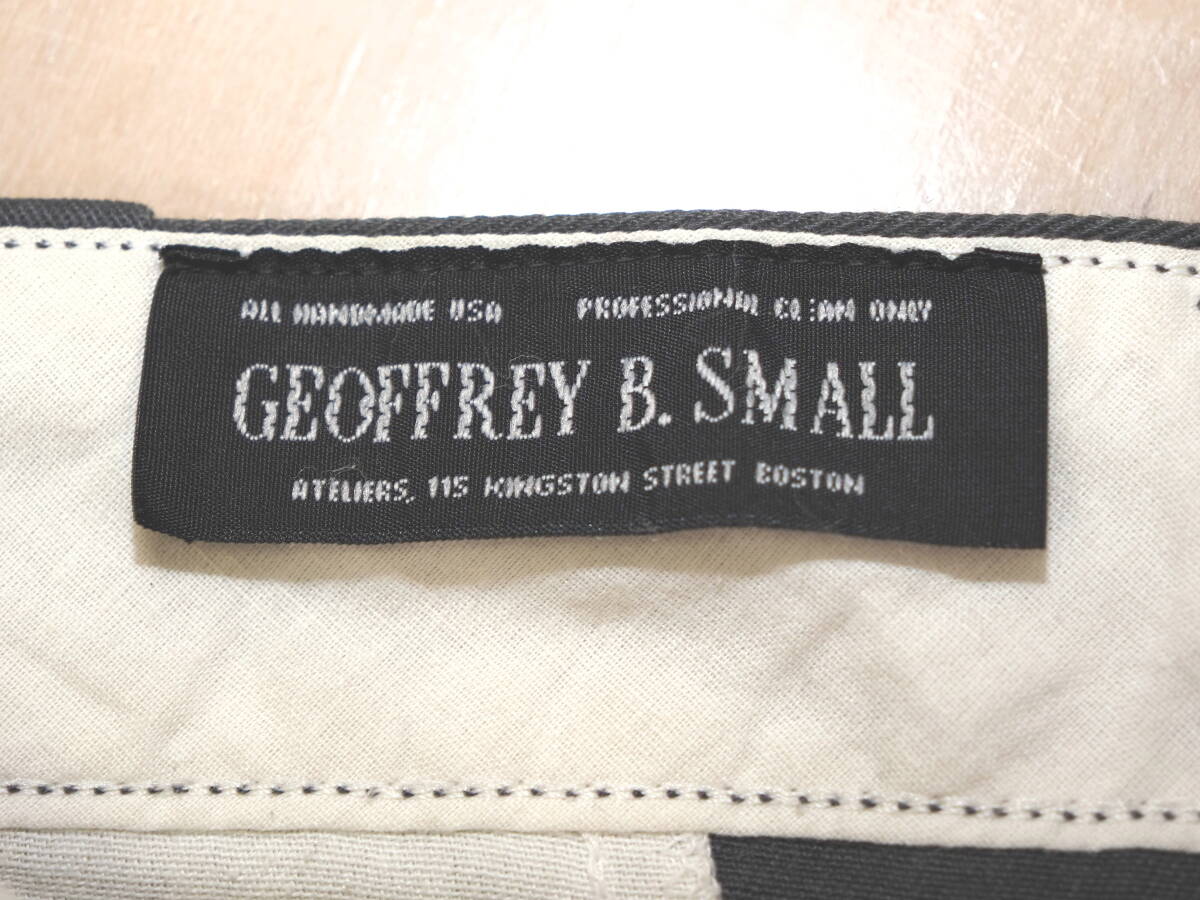 ALL HANDMADE USA PROFESSIONAL CLEAN ONLY
GEOFFREY B. SMALL
ATELIERS, 115 KINGSTON STREET BOSTON